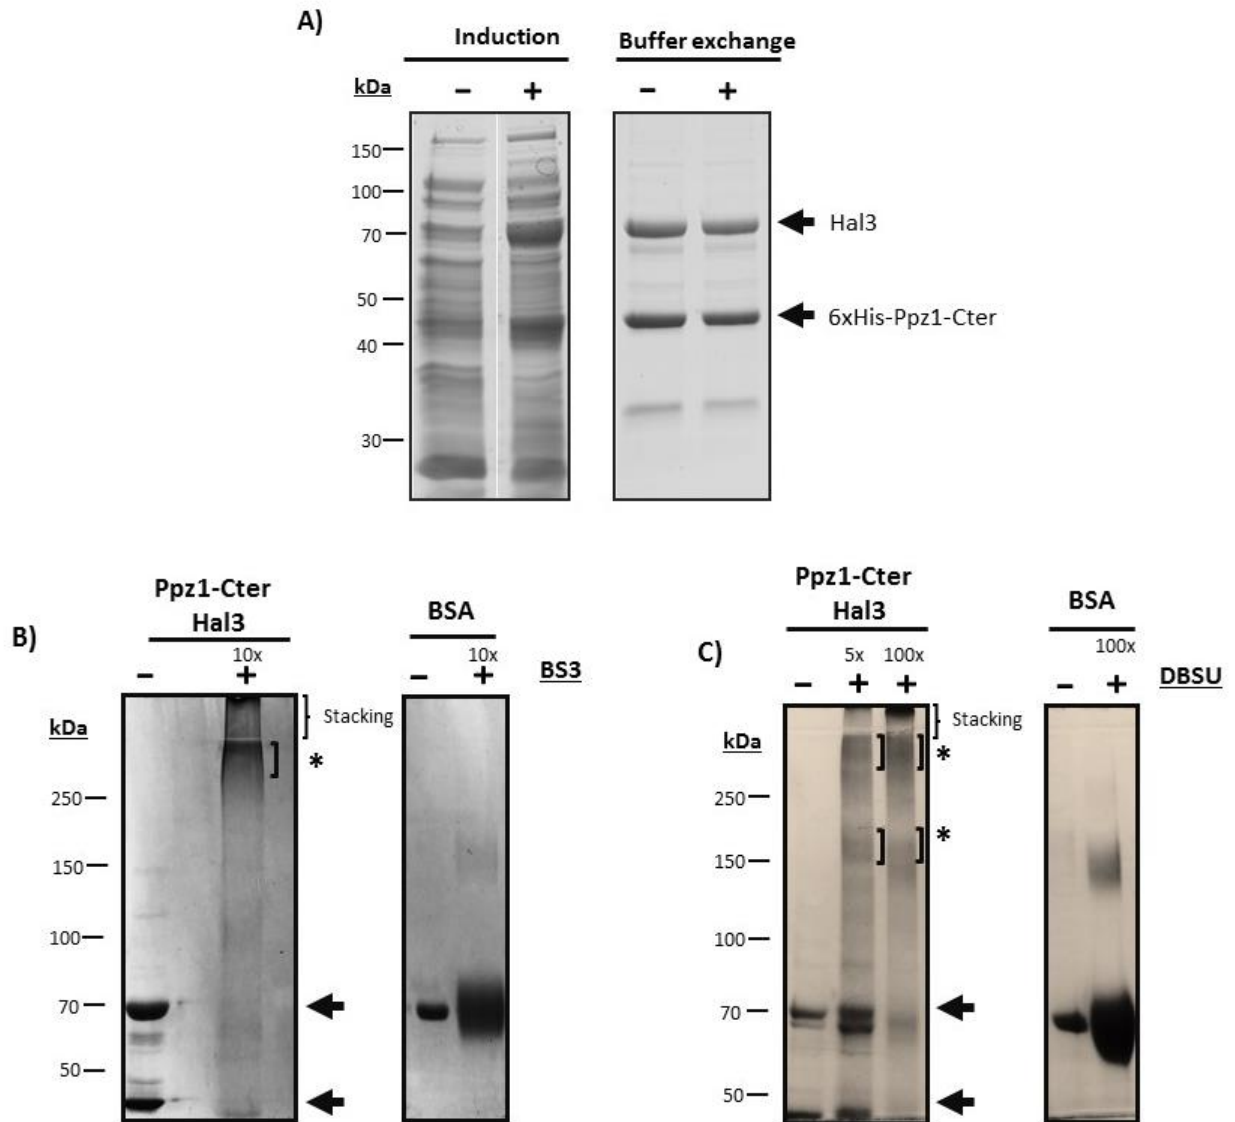 A)
Induction
Buffer exchange
kDa
− + − +
150
100
70
50
40
30
Hal3
6xHis-Ppz1-Cter
B)
Ppz1-Cter
Hal3
10x
− +
BSA
10x
− +
BS3
kDa
Stacking
*
250
150
100
70
50
C)
Ppz1-Cter
Hal3
5x 100x
− + +
BSA
100x
− +
DBSU
kDa
Stacking
*
*
250
150
100
70
50